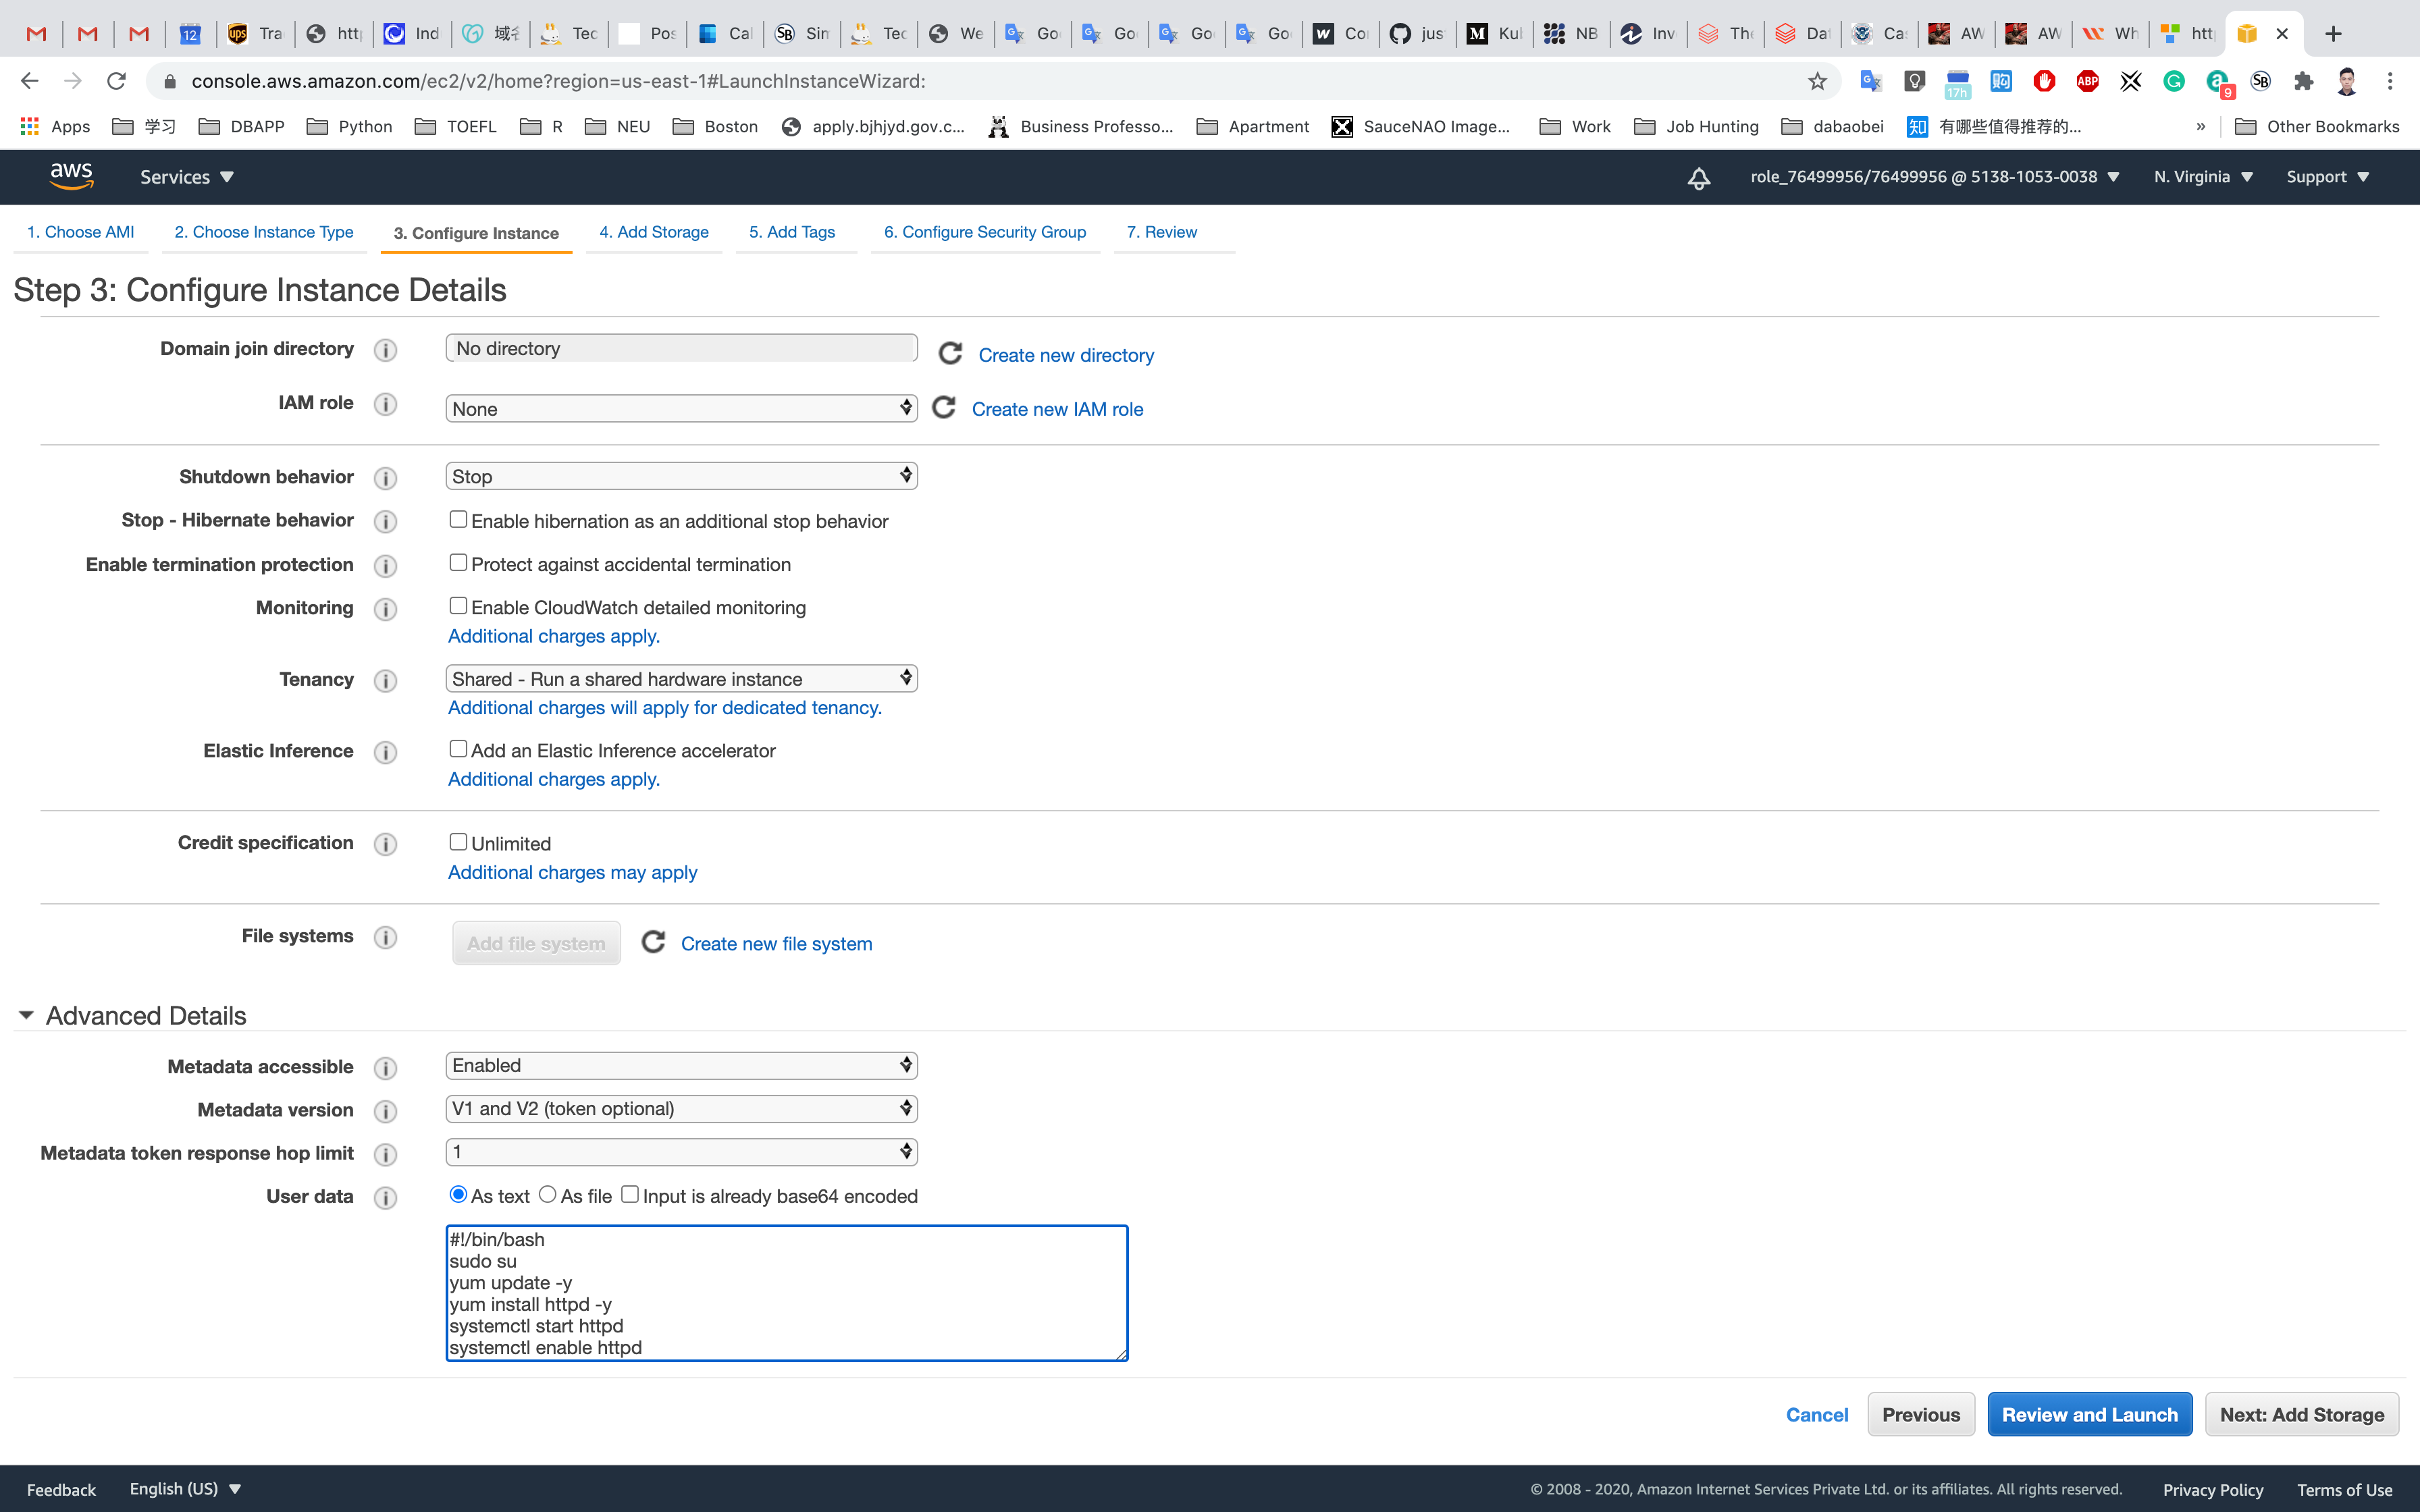 12
ups
Tra
htt
Ind
域名
Tec
Pos
Cal
SB
Sim
Tec
We
Go
Go
Go
Go
W
Co
jus
M
Kul
NB
Inv
The
Dat
Ca
AW
AW
Wh
htt
console.aws.amazon.com/ec2/v2/home?region=us-east-1#LaunchInstanceWizard:
17h
ABP
9
SB
Apps
学习
DBAPP
Python
TOEFL
R
NEU
Boston
apply.bjhjyd.gov.c...
Business Professo...
Apartment
SauceNAO Image...
Work
Job Hunting
dabaobei
知
有哪些值得推荐的...
»
Other Bookmarks
aws
Services
role_76499956/76499956 @ 5138-1053-0038
N. Virginia
Support
1. Choose AMI
2. Choose Instance Type
3. Configure Instance
4. Add Storage
5. Add Tags
6. Configure Security Group
7. Review
Step 3: Configure Instance Details
Domain join directory
No directory
Create new directory
IAM role
None
Create new IAM role
Shutdown behavior
Stop
Stop - Hibernate behavior
Enable hibernation as an additional stop behavior
Enable termination protection
Protect against accidental termination
Monitoring
Enable CloudWatch detailed monitoring
Additional charges apply.
Tenancy
Shared - Run a shared hardware instance
Additional charges will apply for dedicated tenancy.
Elastic Inference
Add an Elastic Inference accelerator
Additional charges apply.
Credit specification
Unlimited
Additional charges may apply
File systems
Add file system
Create new file system
Advanced Details
Metadata accessible
Enabled
Metadata version
V1 and V2 (token optional)
Metadata token response hop limit
1
User data
As text
As file
Input is already base64 encoded
#!/bin/bash
sudo su
yum update -y
yum install httpd -y
systemctl start httpd
systemctl enable httpd
Cancel
Previous
Review and Launch
Next: Add Storage
Feedback
English (US)
© 2008 - 2020, Amazon Internet Services Private Ltd. or its affiliates. All rights reserved.
Privacy Policy
Terms of Use